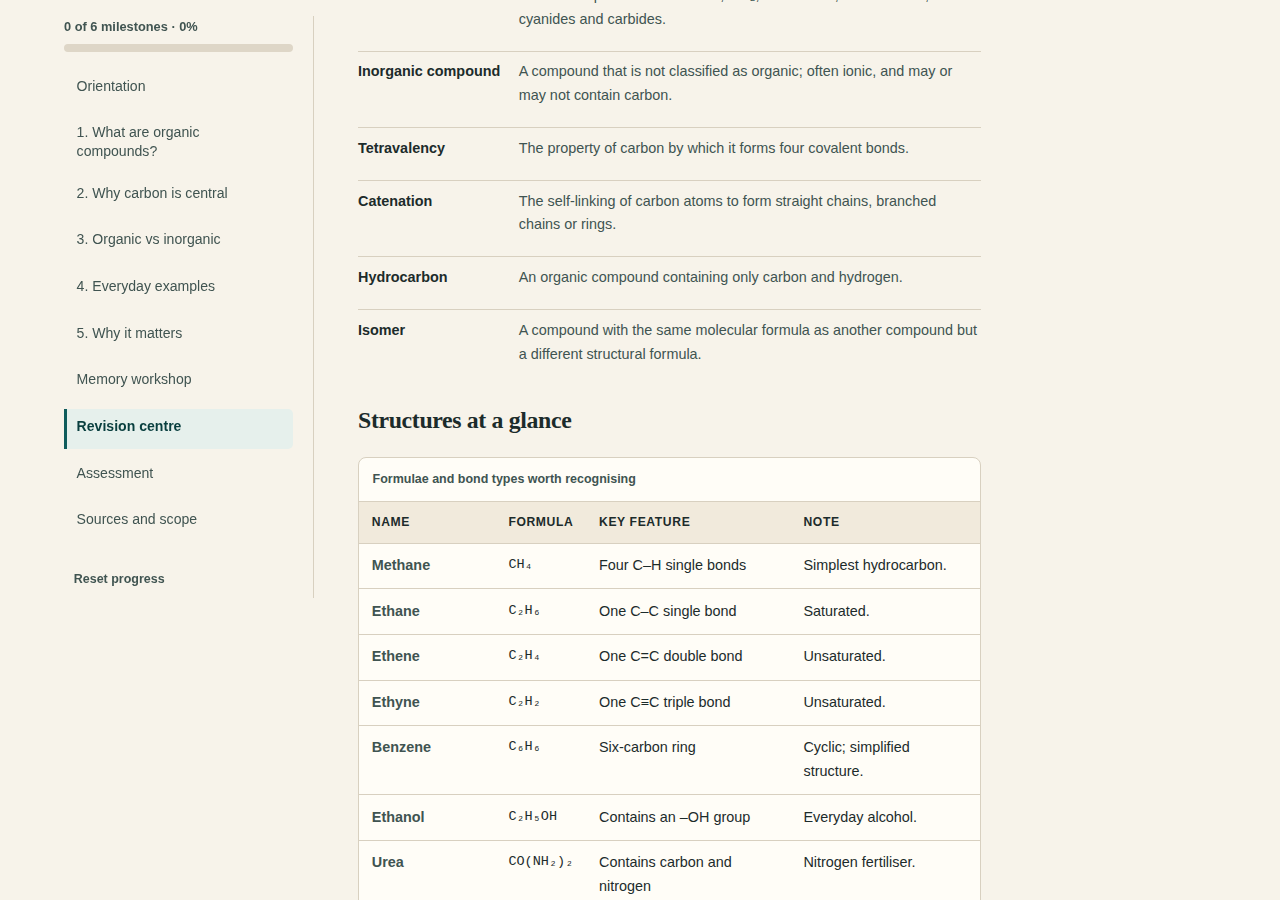 0 of 6 milestones · 0%
Orientation
1. What are organic
compounds?
2. Why carbon is central
3. Organic vs inorganic
4. Everyday examples
5. Why it matters
Memory workshop
Revision centre
Assessment
Sources and scope
Reset progress
cyanides and carbides.
Inorganic compound A compound that is not classified as organic; often ionic, and may or
may not contain carbon.
Tetravalency The property of carbon by which it forms four covalent bonds.
Catenation The self-linking of carbon atoms to form straight chains, branched
chains or rings.
Hydrocarbon An organic compound containing only carbon and hydrogen.
Isomer A compound with the same molecular formula as another compound but
a different structural formula.
Structures at a glance
Formulae and bond types worth recognising
NAME FORMULA KEY FEATURE NOTE
Methane CH₄ Four C–H single bonds Simplest hydrocarbon.
Ethane C₂H₆ One C–C single bond Saturated.
Ethene C₂H₄ One C=C double bond Unsaturated.
Ethyne C₂H₂ One C≡C triple bond Unsaturated.
Benzene C₆H₆ Six-carbon ring Cyclic; simplified
structure.
Ethanol C₂H₅OH Contains an –OH group Everyday alcohol.
Urea CO(NH₂)₂ Contains carbon and Nitrogen fertiliser.
nitrogen